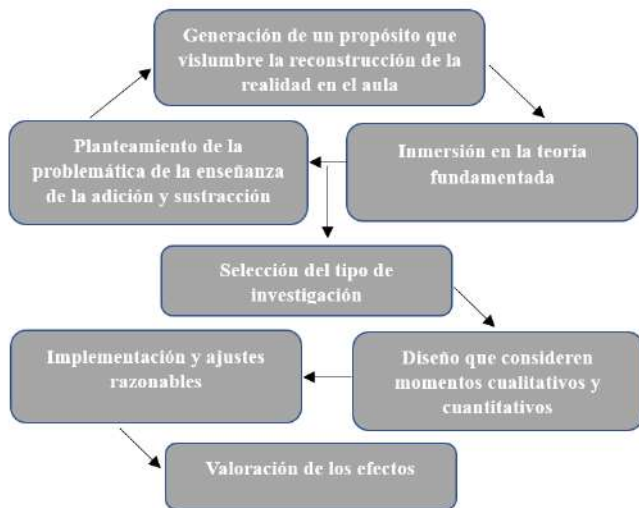 Generación de un propósito que
vislumbre la reconstrucción de la
realidad en el aula
Planteamiento de la
problemática de la enseñanza
de la adición y sustracción
Inmersión en la teoría
fundamentada
Selección del tipo de
investigación
Implementación y ajustes
razonables
Diseño que consideren
momentos cualitativos y
cuantitativos
Valoración de los efectos